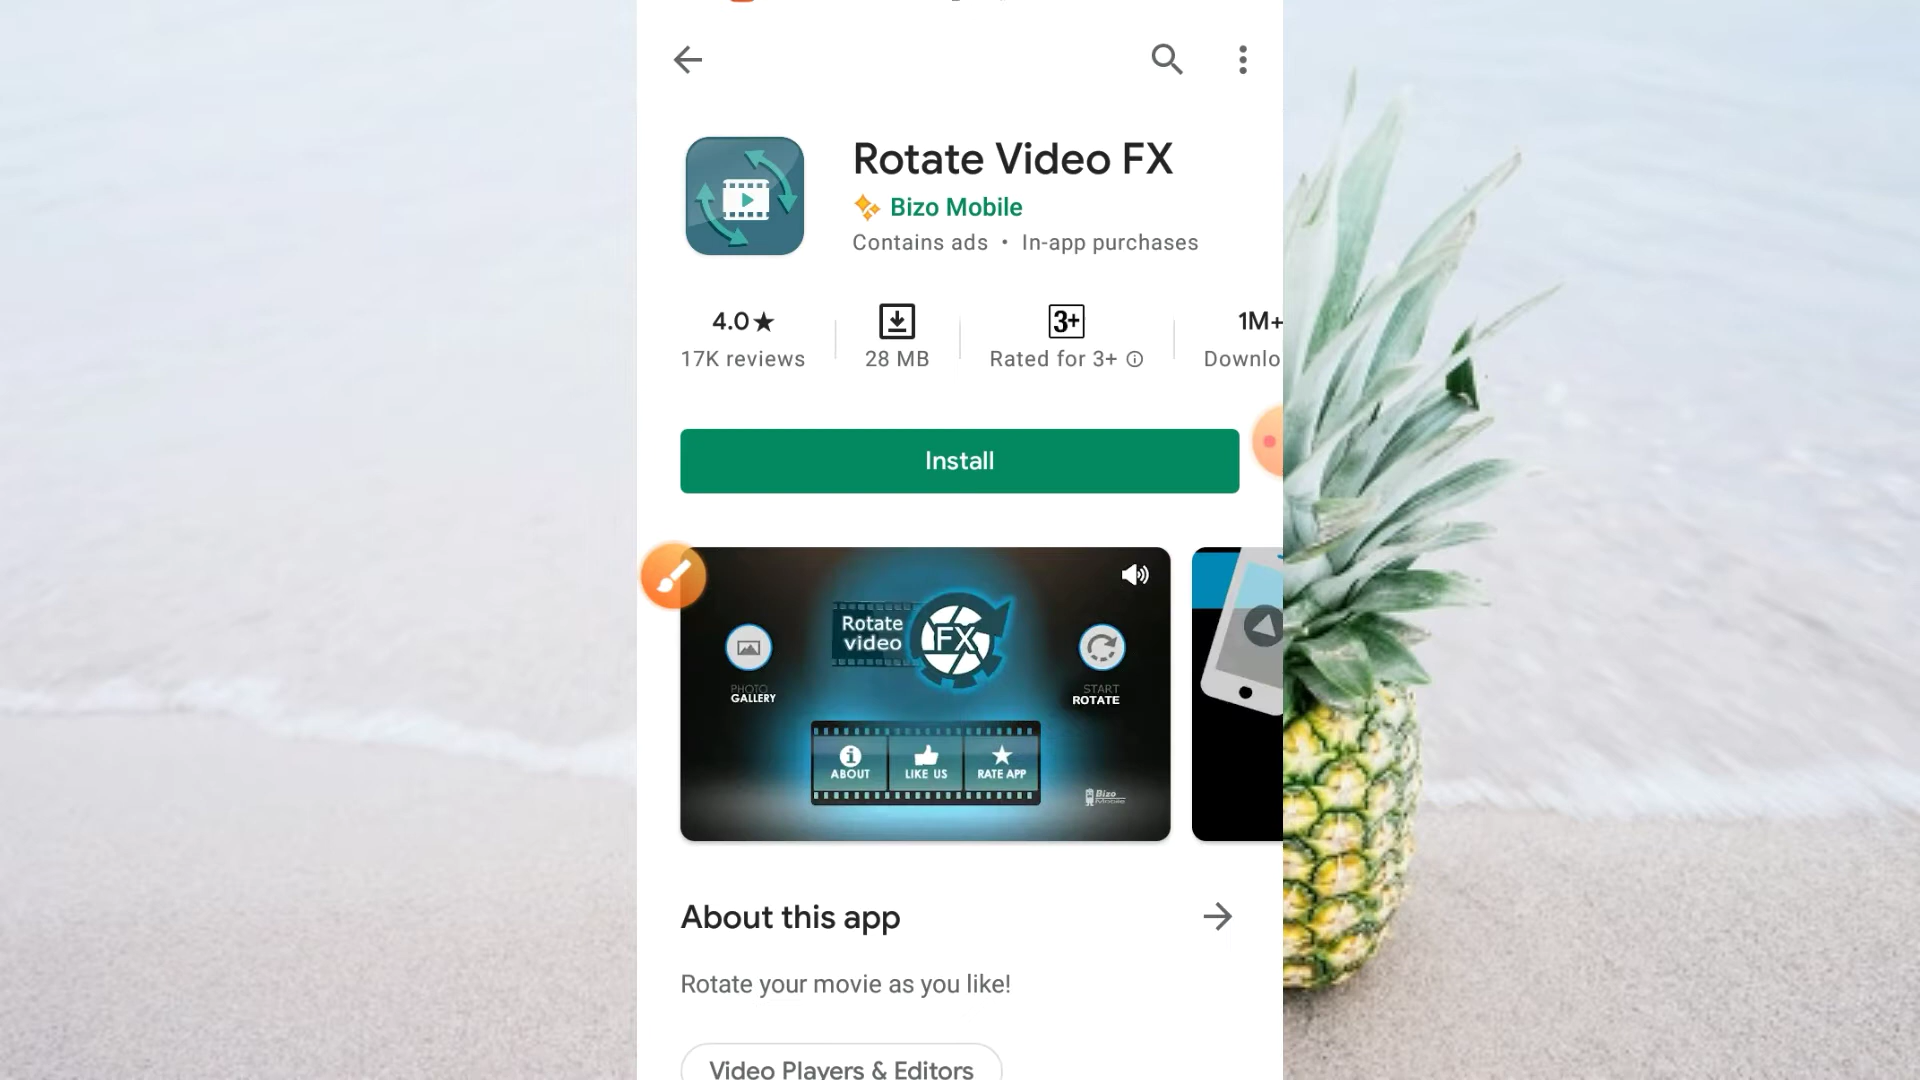 Rotate Video FX
Bizo Mobile
Contains ads • In-app purchases
4.0★
17K reviews
28 MB
3+
Rated for 3+
1M+
Downlo
Install
Rotate
video
FX
PHOTO
GALLERY
START
ROTATE
ABOUT
LIKE US
RATE APP
Bizo
Mobile
About this app
Rotate your movie as you like!
Video Players & Editors